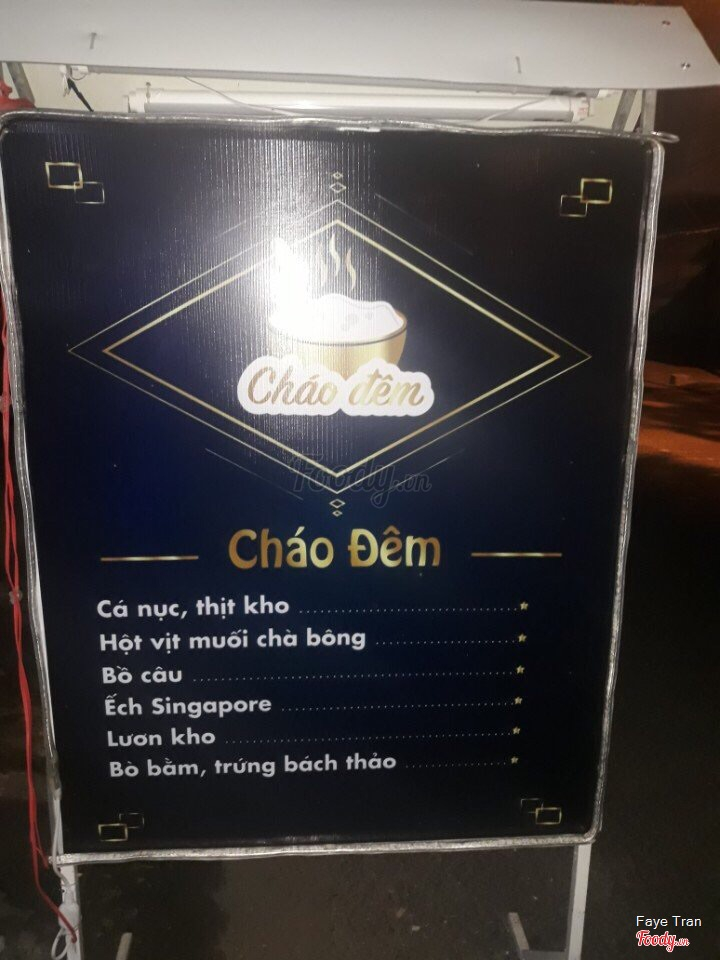 Cháo đêm
Foody.vn
Cháo Đêm
Cá nục, thịt kho
Hột vịt muối chà bông
Bồ câu
Ếch Singapore
Lươn kho
Bò bằm, trứng bách thảo
Faye Tran
Foody.vn